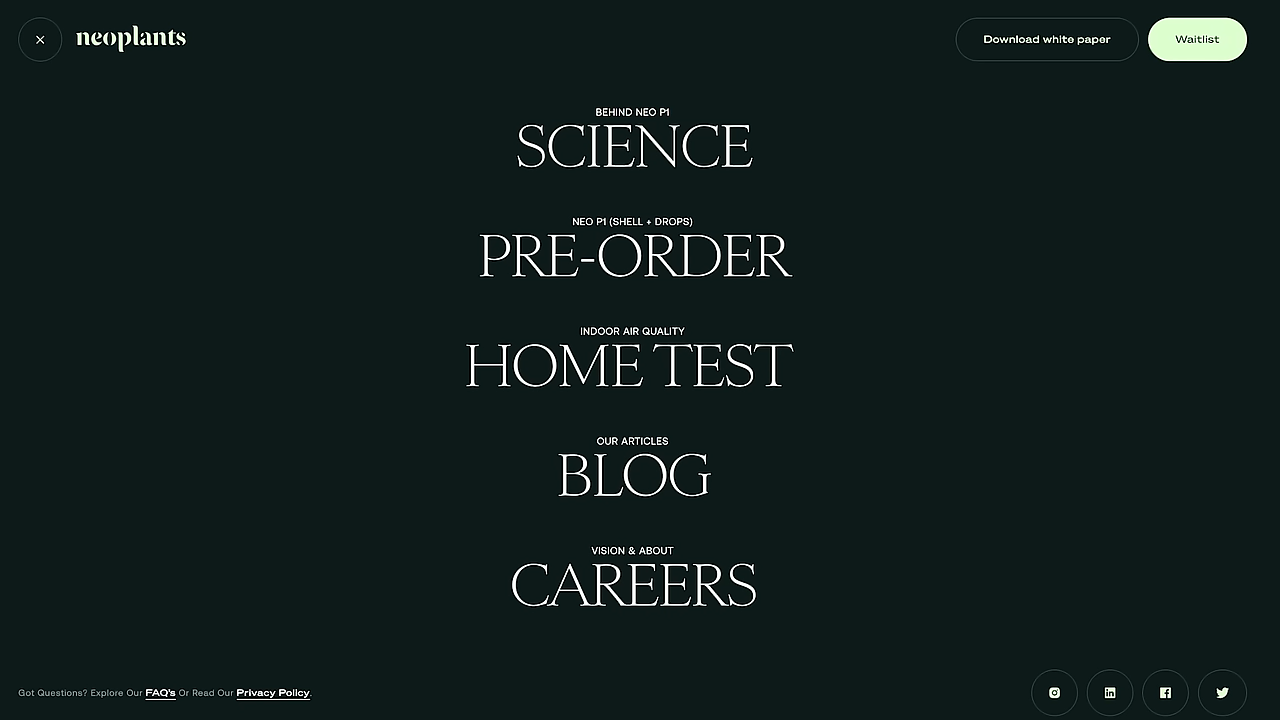 neoplants
Download white paper
Waitlist
BEHIND NEO P1
SCIENCE
NEO P1 (SHELL + DROPS)
PRE-ORDER
INDOOR AIR QUALITY
HOME TEST
OUR ARTICLES
BLOG
VISION & ABOUT
CAREERS
Got Questions? Explore Our FAQ's Or Read Our Privacy Policy.